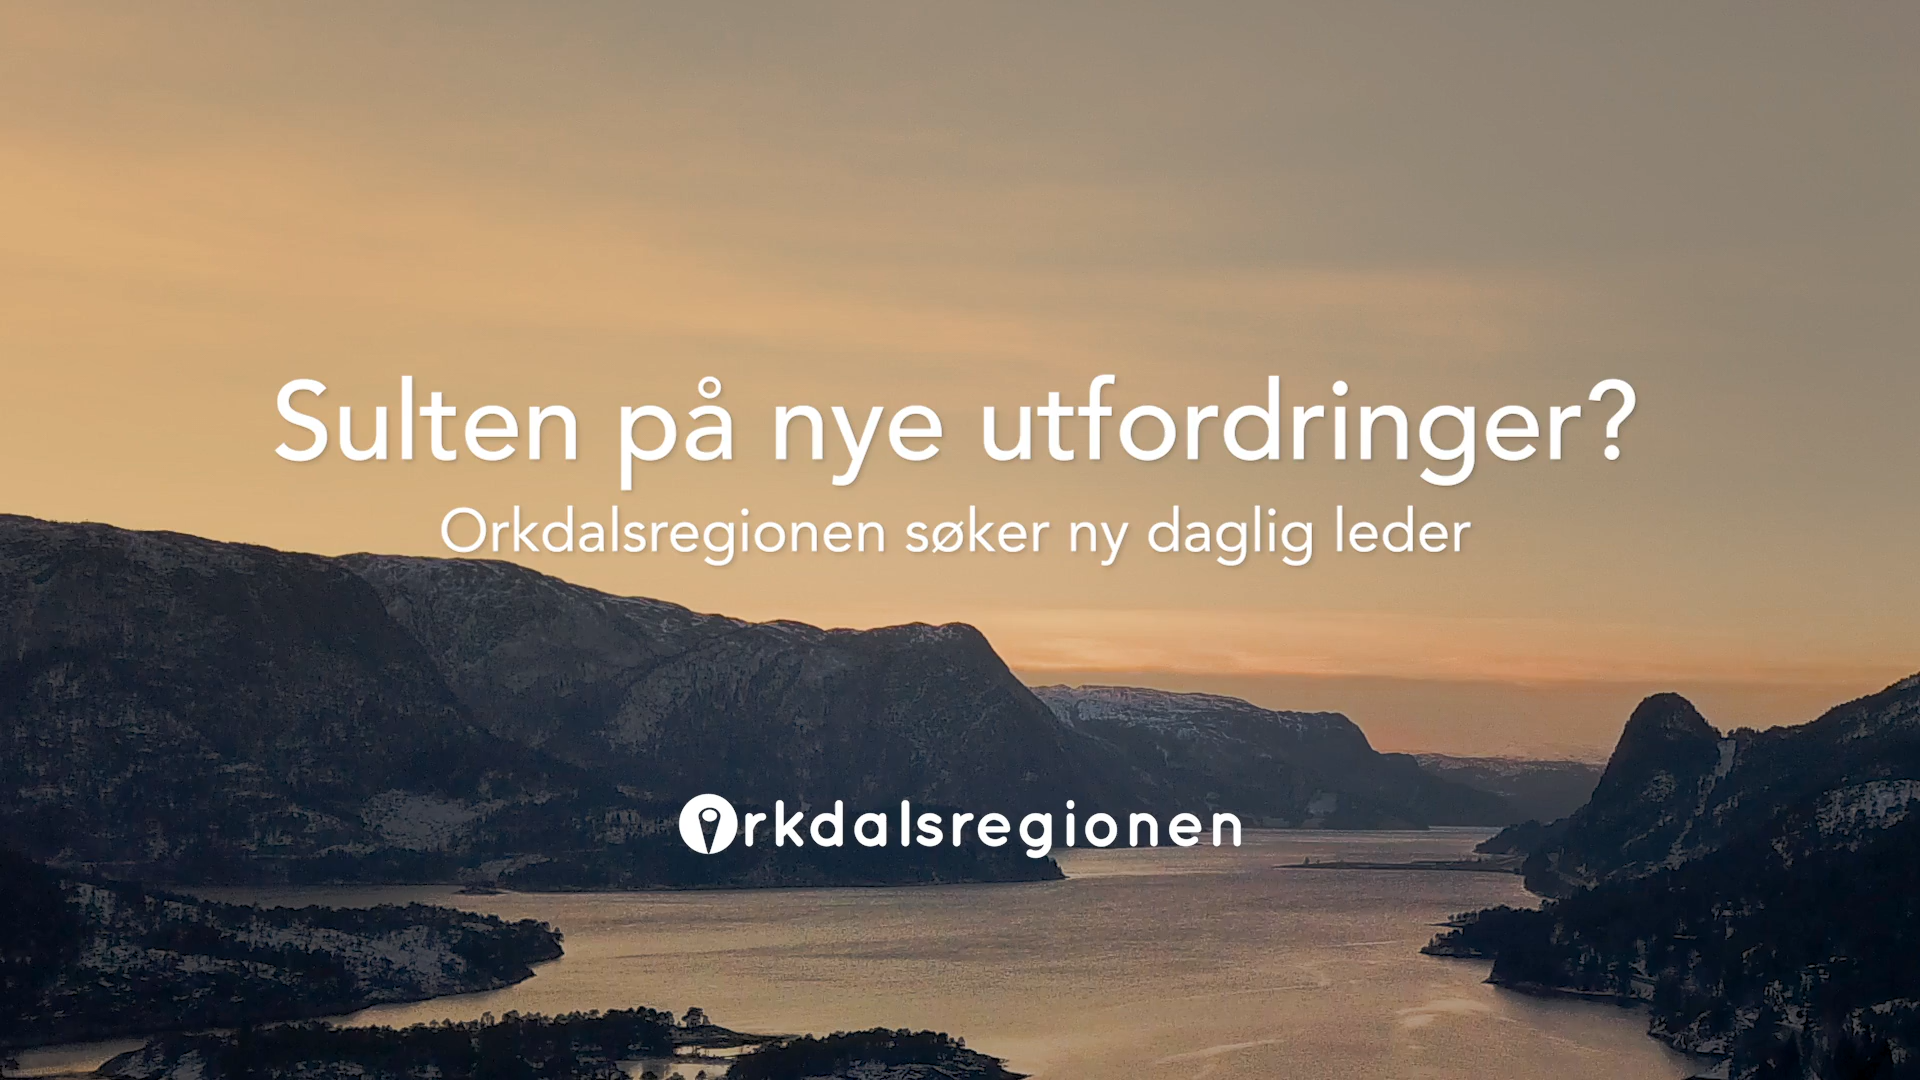 Sulten på nye utfordringer?
Orkdalsregionen søker ny daglig leder
Orkdalsregionen